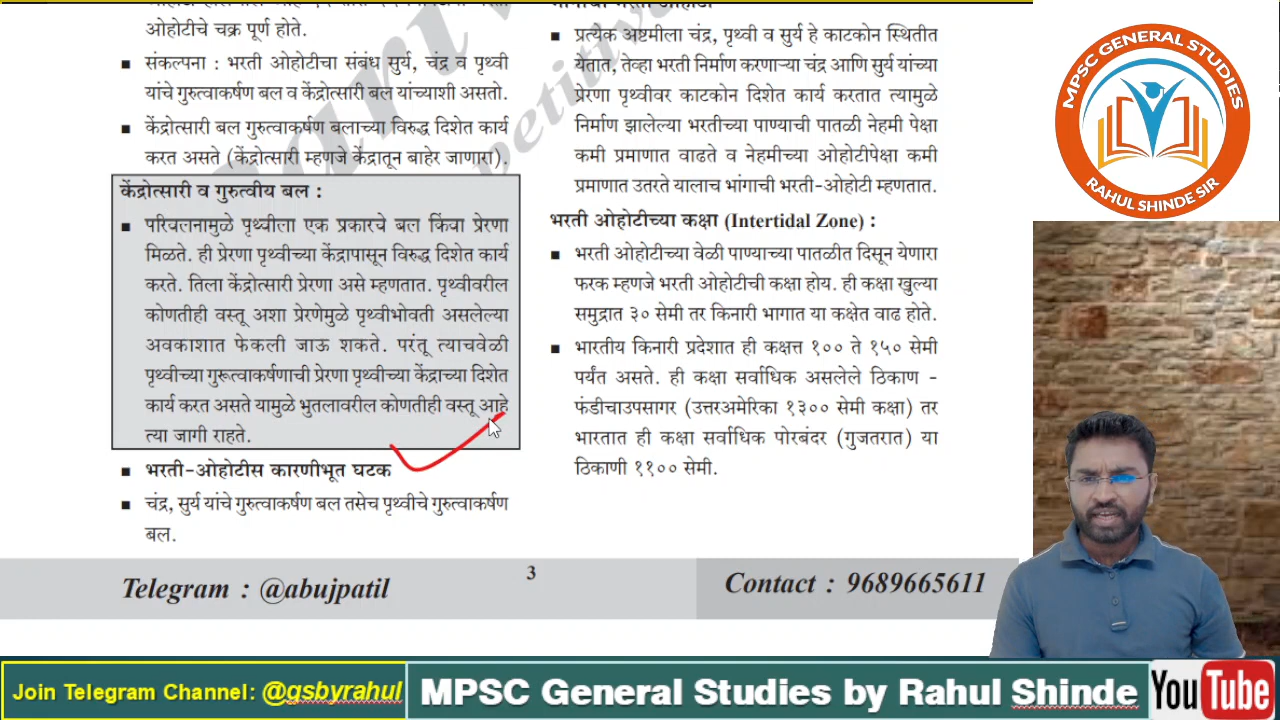 ओहोटीचे चक्र पूर्ण होते.
▪ संकल्पना : भरती ओहोटीचा संबंध सुर्य, चंद्र व पृथ्वी
यांचे गुरुत्वाकर्षण बल व केंद्रोत्सारी बल यांच्याशी असतो.
▪ केंद्रोत्सारी बल गुरुत्वाकर्षण बलाच्या विरुद्ध दिशेत कार्य
करत असते (केंद्रोत्सारी म्हणजे केंद्रातून बाहेर जाणारा).
केंद्रोत्सारी व गुरुत्वीय बल :
▪ परिवलनामुळे पृथ्वीला एक प्रकारचे बल किंवा प्रेरणा
मिळते. ही प्रेरणा पृथ्वीच्या केंद्रापासून विरुद्ध दिशेत कार्य
करते. तिला केंद्रोत्सारी प्रेरणा असे म्हणतात. पृथ्वीवरील
कोणतीही वस्तू अशा प्रेरणेमुळे पृथ्वीभोवती असलेल्या
अवकाशात फेकली जाऊ शकते. परंतू त्याचवेळी
पृथ्वीच्या गुरूत्वाकर्षणाची प्रेरणा पृथ्वीच्या केंद्राच्या दिशेत
कार्य करत असते यामुळे भुतलावरील कोणतीही वस्तू आहे
त्या जागी राहते.
▪ भरती-ओहोटीस कारणीभूत घटक
▪ चंद्र, सुर्य यांचे गुरुत्वाकर्षण बल तसेच पृथ्वीचे गुरुत्वाकर्षण
बल.
▪ प्रत्येक अष्टमीला चंद्र, पृथ्वी व सुर्य हे काटकोन स्थितीत
येतात, तेव्हा भरती निर्माण करणाऱ्या चंद्र आणि सुर्य यांच्या
प्रेरणा पृथ्वीवर काटकोन दिशेत कार्य करतात त्यामुळे
निर्माण झालेल्या भरतीच्या पाण्याची पातळी नेहमी पेक्षा
कमी प्रमाणात वाढते व नेहमीच्या ओहोटीपेक्षा कमी
प्रमाणात उतरते यालाच भांगाची भरती-ओहोटी म्हणतात.
भरती ओहोटीच्या कक्षा (Intertidal Zone) :
▪ भरती ओहोटीच्या वेळी पाण्याच्या पातळीत दिसून येणारा
फरक म्हणजे भरती ओहोटीची कक्षा होय. ही कक्षा खुल्या
समुद्रात ३० सेमी तर किनारी भागात या कक्षेत वाढ होते.
▪ भारतीय किनारी प्रदेशात ही कक्षत्त १०० ते १५० सेमी
पर्यंत असते. ही कक्षा सर्वाधिक असलेले ठिकाण -
फंडीचाउपसागर (उत्तरअमेरिका १३०० सेमी कक्षा) तर
भारतात ही कक्षा सर्वाधिक पोरबंदर (गुजतरात) या
ठिकाणी ११०० सेमी.
petitive
Telegram : @abujpatil
3
Contact : 9689665611
MPSC GENERAL STUDIES
RAHUL SHINDE SIR
Join Telegram Channel: @gsbyrahul
MPSC General Studies by Rahul Shinde
YouTube